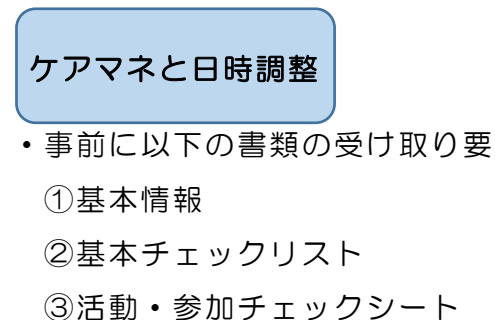 ケアマネと日時調整
・事前に以下の書類の受け取り要
①基本情報
②基本チェックリスト
③活動・参加チェックシート